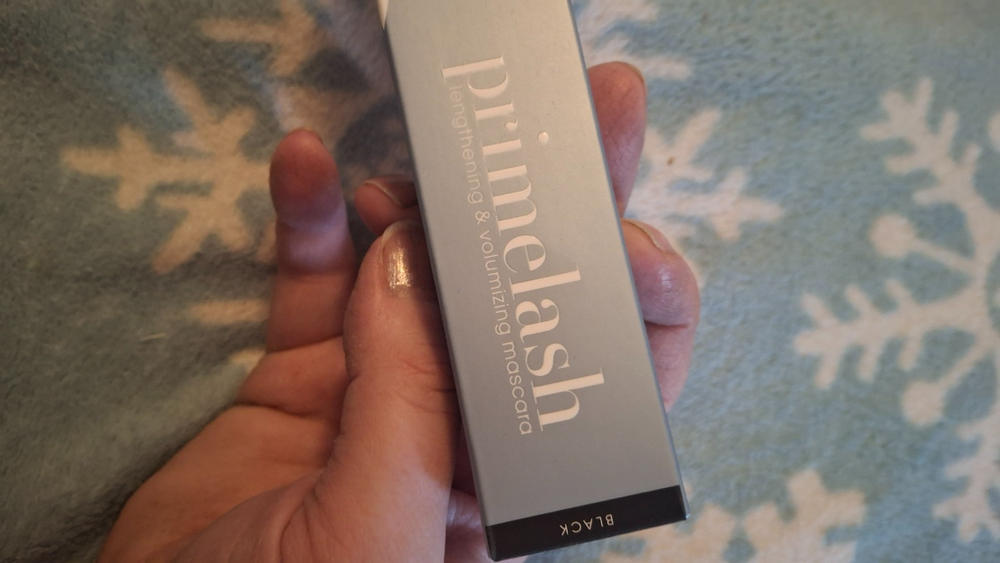 primelash
lengthening & volumizing mascara
BLACK